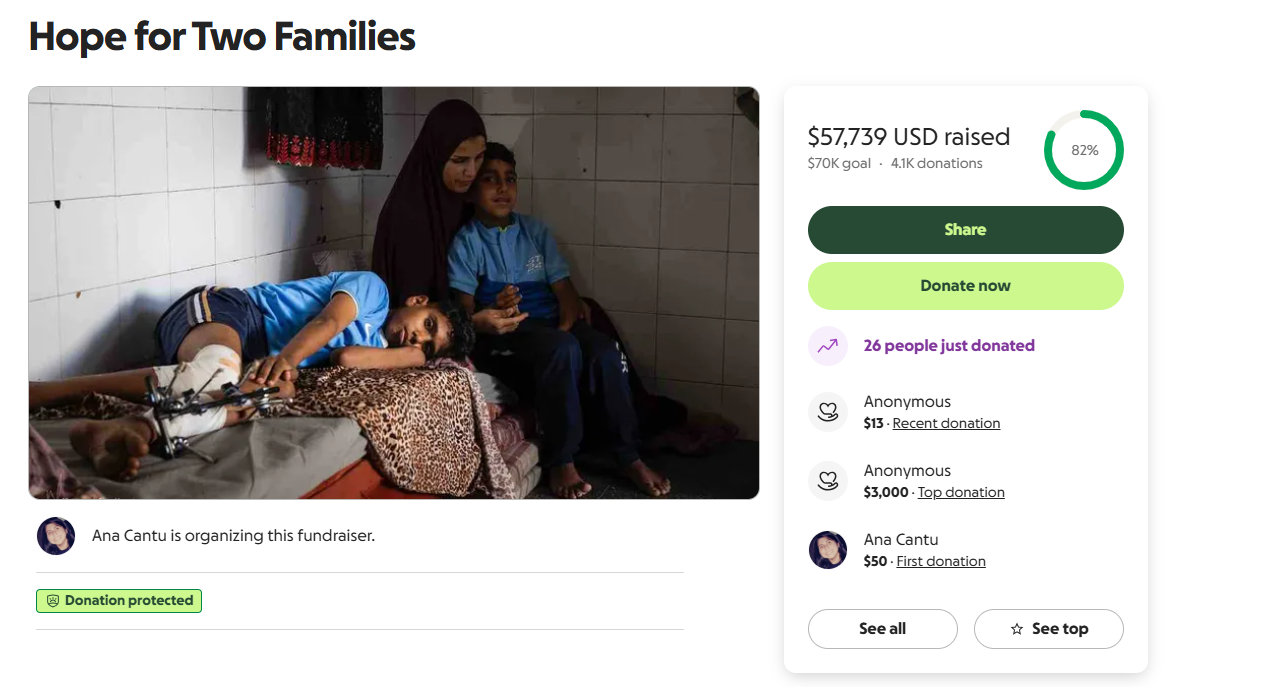 Hope for Two Families
$57,739 USD raised
$70K goal · 4.1K donations
82%
Share
Donate now
26 people just donated
Anonymous
$13 · Recent donation
Anonymous
$3,000 · Top donation
Ana Cantu
$50 · First donation
See all
See top
Ana Cantu is organizing this fundraiser.
Donation protected